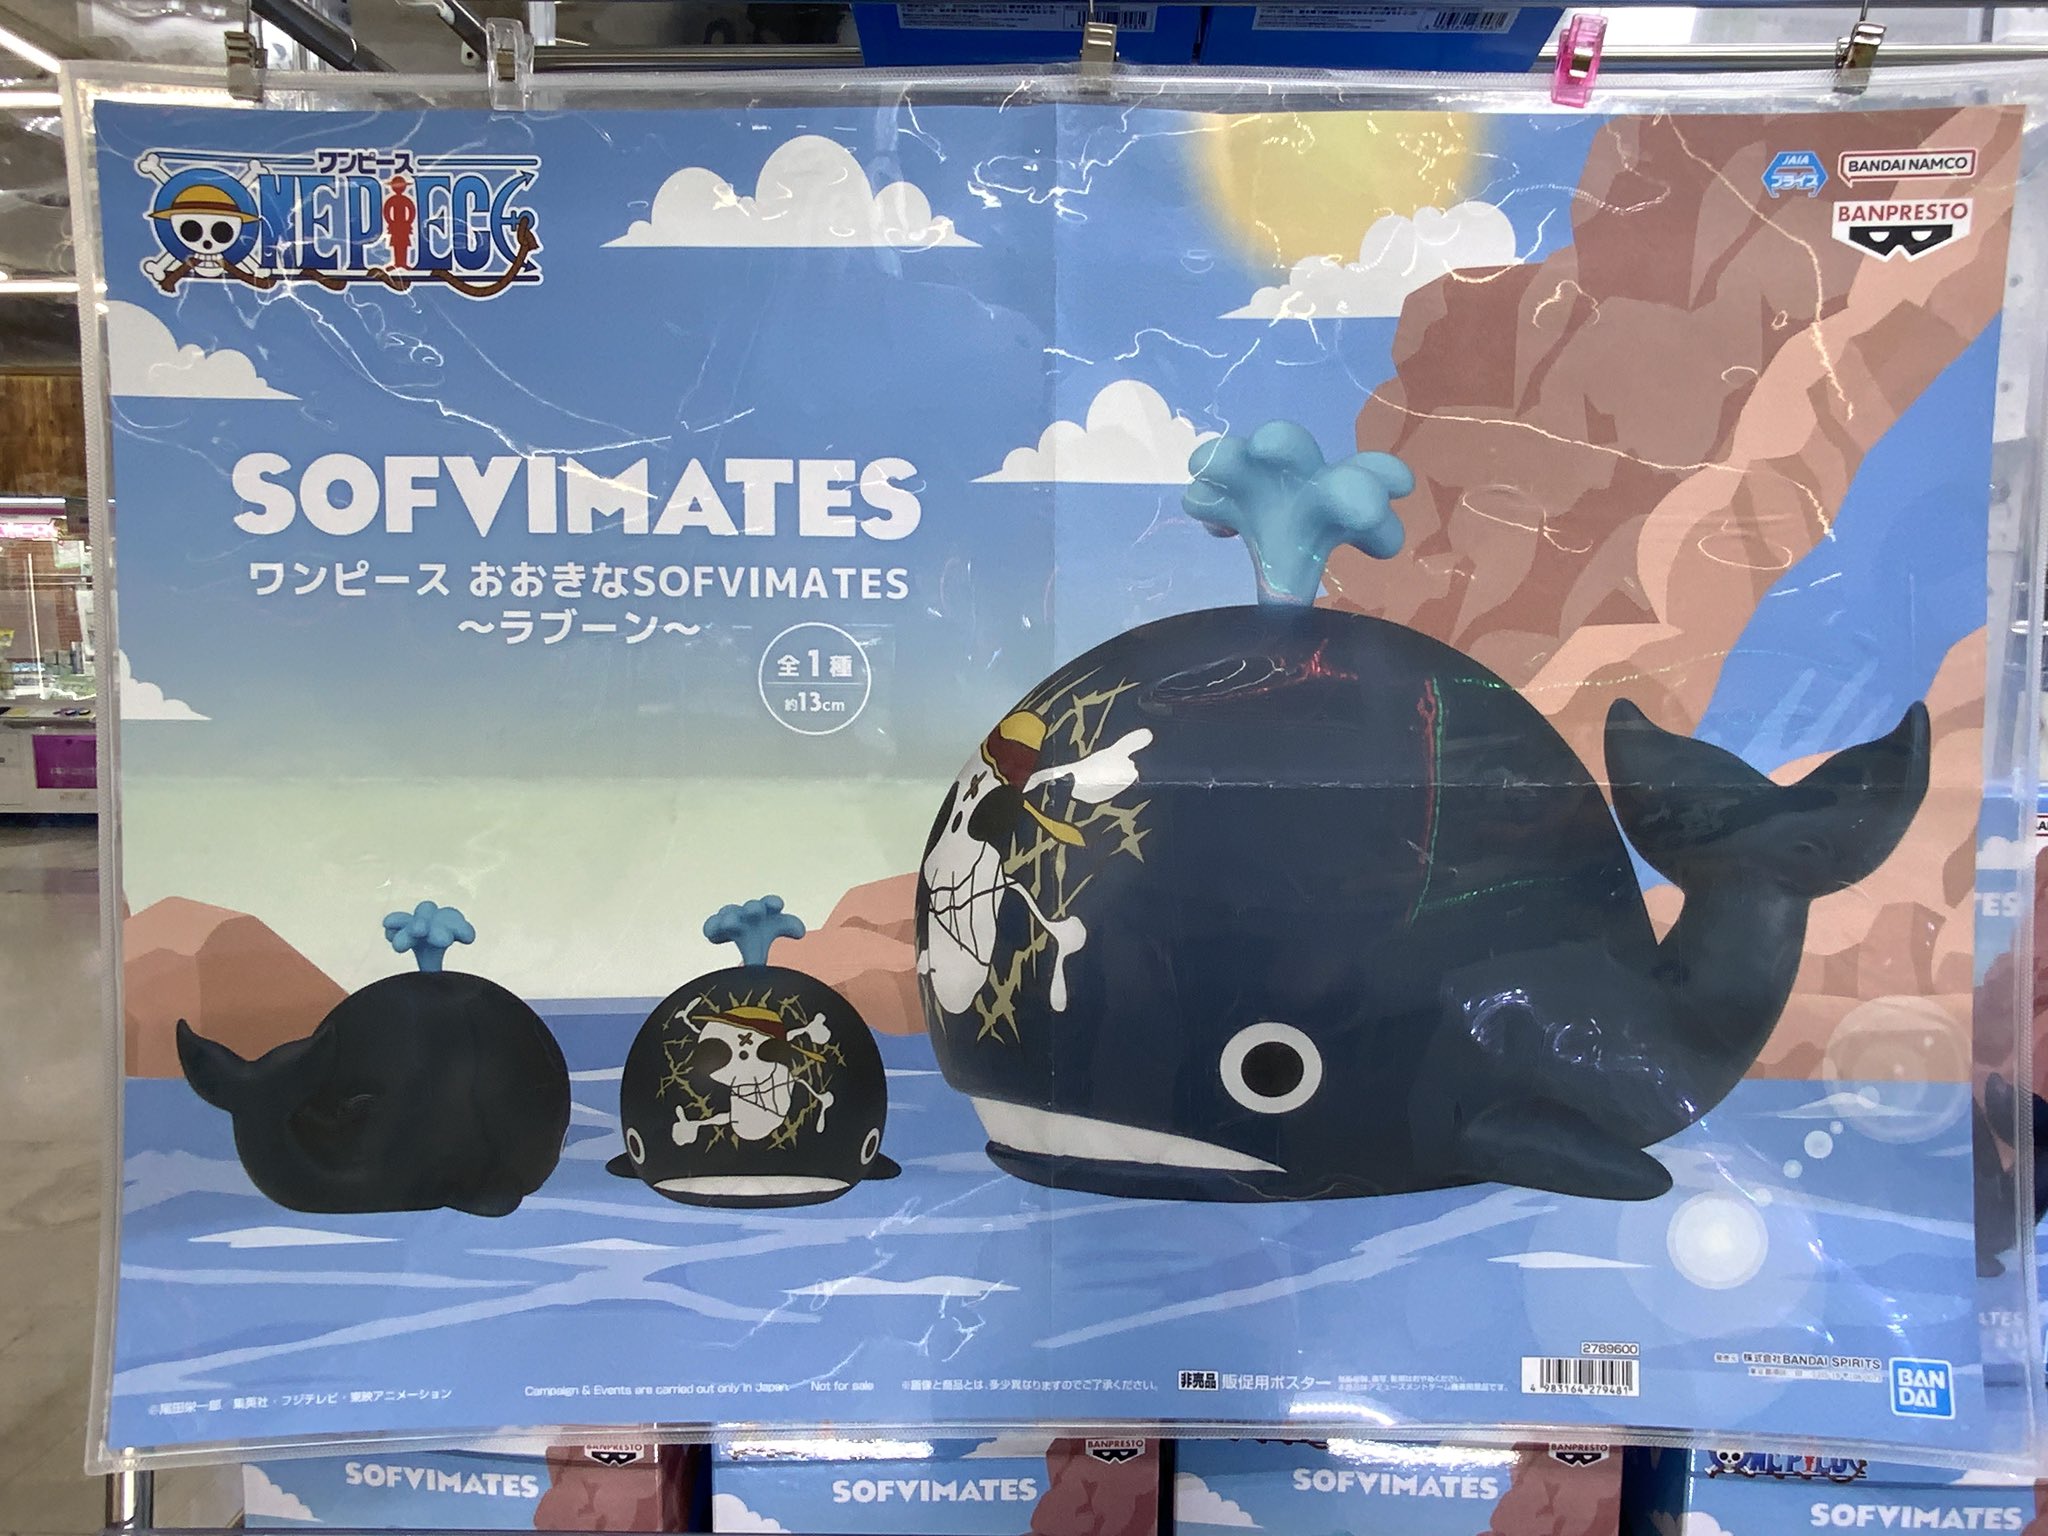 ワンピース
ONE PIECE
JAIA
プライズ
BANDAI NAMCO
BANPRESTO
SOFVIMATES
ワンピース おおきなSOFVIMATES
～ラブーン～
全1種
約13cm
2789600
4 983164 279481
©尾田栄一郎 集英社・フジテレビ・東映アニメーション
Campaign & Events are carried out only in Japan
Not for sale
※画像と商品とは、多少異なりますのでご了承ください。
非売品 販促用ポスター
株式会社BANDAI SPIRITS
BAN
DAI
BANPRESTO
SOFVIMATES
BANPRESTO
SOFVIMATES
BANPRESTO
SOFVIMATES
ONE PIECE
SOFVIMATES